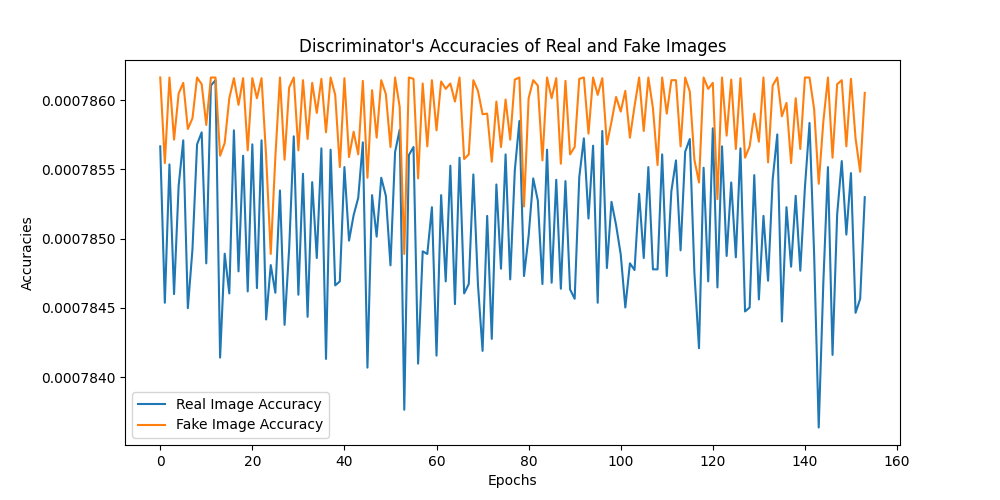 Discriminator's Accuracies of Real and Fake Images
Accuracies
0.0007860
0.0007855
0.0007850
0.0007845
0.0007840
Real Image Accuracy
Fake Image Accuracy
0 20 40 60 80 100 120 140 160
Epochs